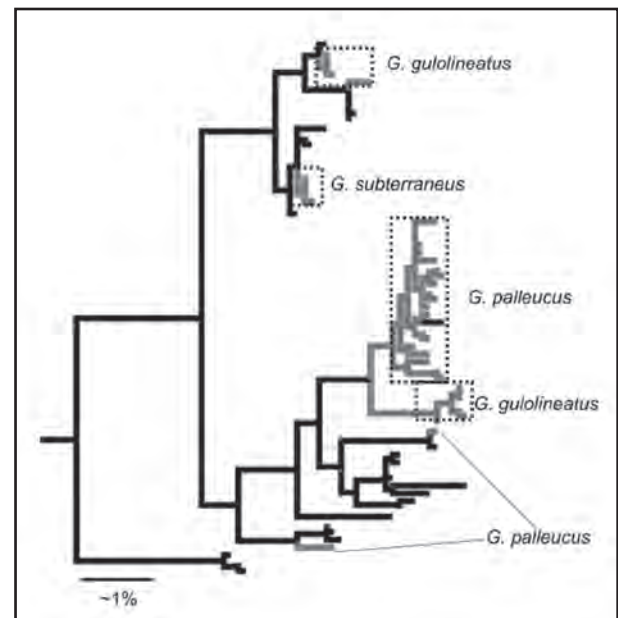 G. gulolineatus
G. subterraneus
G. palleucus
G. gulolineatus
G. palleucus
~1%